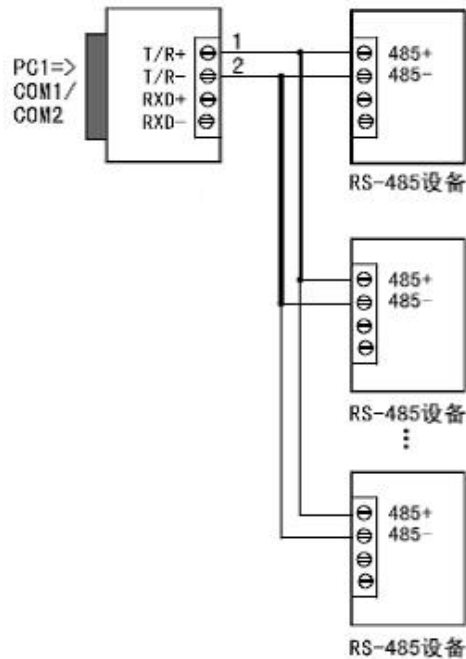 PC1=>
COM1/
COM2
T/R+
T/R-
RXD+
RXD-
1
2
485+
485-
RS-485设备
485+
485-
RS-485设备
⋮
485+
485-
RS-485设备